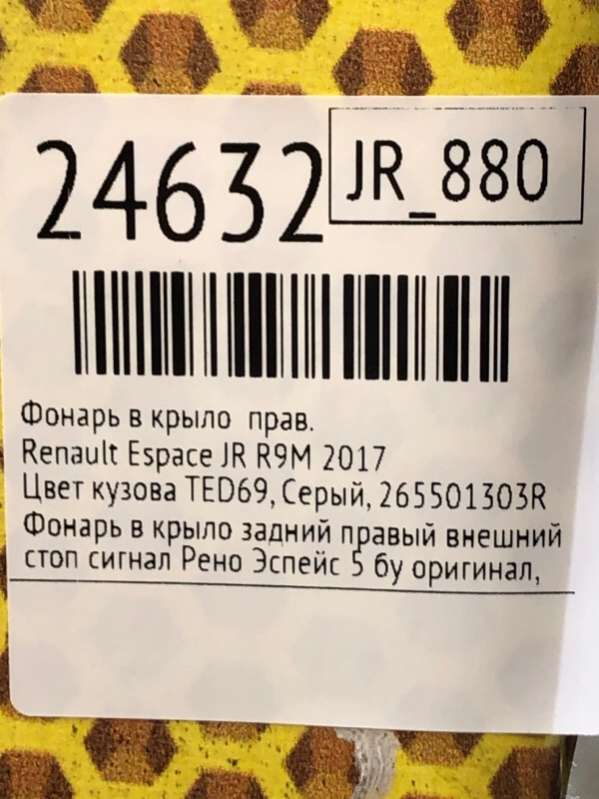 24632
JR_880
Фонарь в крыло прав.
Renault Espace JR R9M 2017
Цвет кузова TED69, Серый, 265501303R
Фонарь в крыло задний правый внешний
стоп сигнал Рено Эспейс 5 бу оригинал,